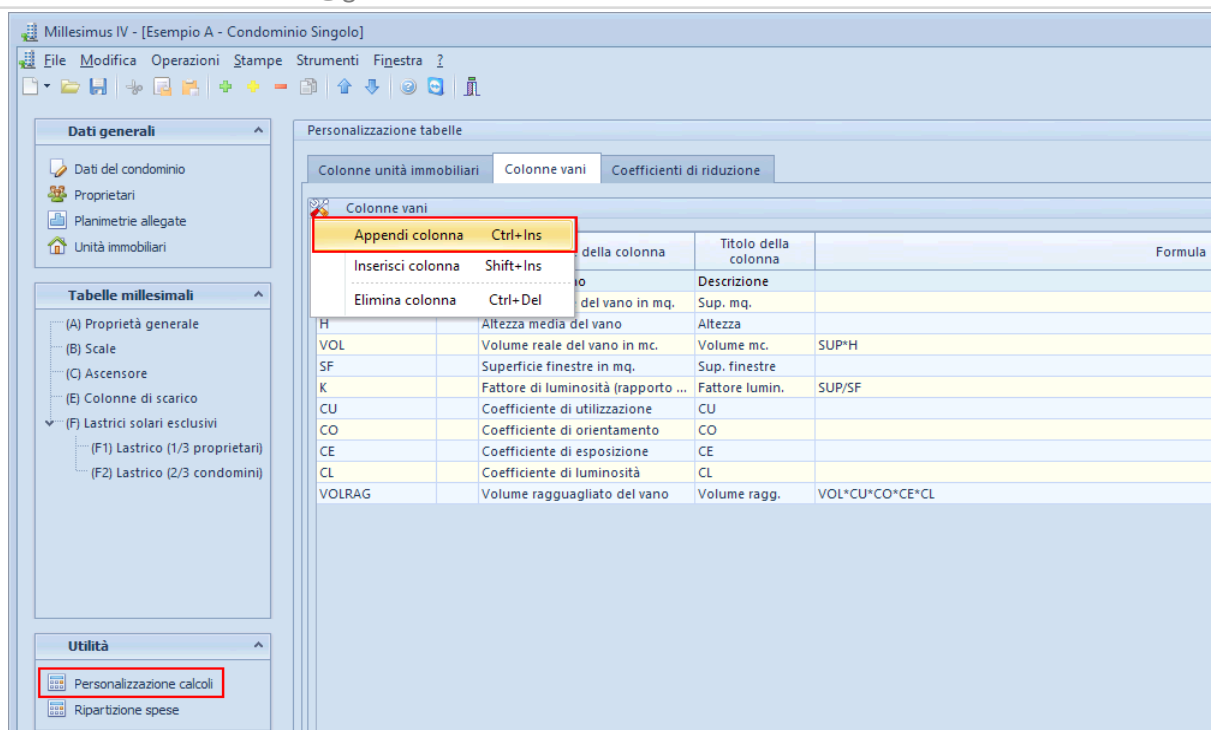 Millesimus IV - [Esempio A - Condominio Singolo]
File Modifica Operazioni Stampe Strumenti Finestra ?
Dati generali
Dati del condominio
Proprietari
Planimetrie allegate
Unità immobiliari
Tabelle millesimali
(A) Proprietà generale
(B) Scale
(C) Ascensore
(E) Colonne di scarico
(F) Lastrici solari esclusivi
(F1) Lastrico (1/3 proprietari)
(F2) Lastrico (2/3 condomini)
Utilità
Personalizzazione calcoli
Ripartizione spese
Personalizzazione tabelle
Colonne unità immobiliari Colonne vani Coefficienti di riduzione
Colonne vani
Appendi colonna Ctrl+Ins
Inserisci colonna Shift+Ins
Elimina colonna Ctrl+Del
della colonna Titolo della colonna Formula
Descrizione
del vano in mq. Sup. mq.
H Altezza media del vano Altezza
VOL Volume reale del vano in mc. Volume mc. SUP*H
SF Superficie finestre in mq. Sup. finestre
K Fattore di luminosità (rapporto ... Fattore lumin. SUP/SF
CU Coefficiente di utilizzazione CU
CO Coefficiente di orientamento CO
CE Coefficiente di esposizione CE
CL Coefficiente di luminosità CL
VOLRAG Volume ragguagliato del vano Volume ragg. VOL*CU*CO*CE*CL